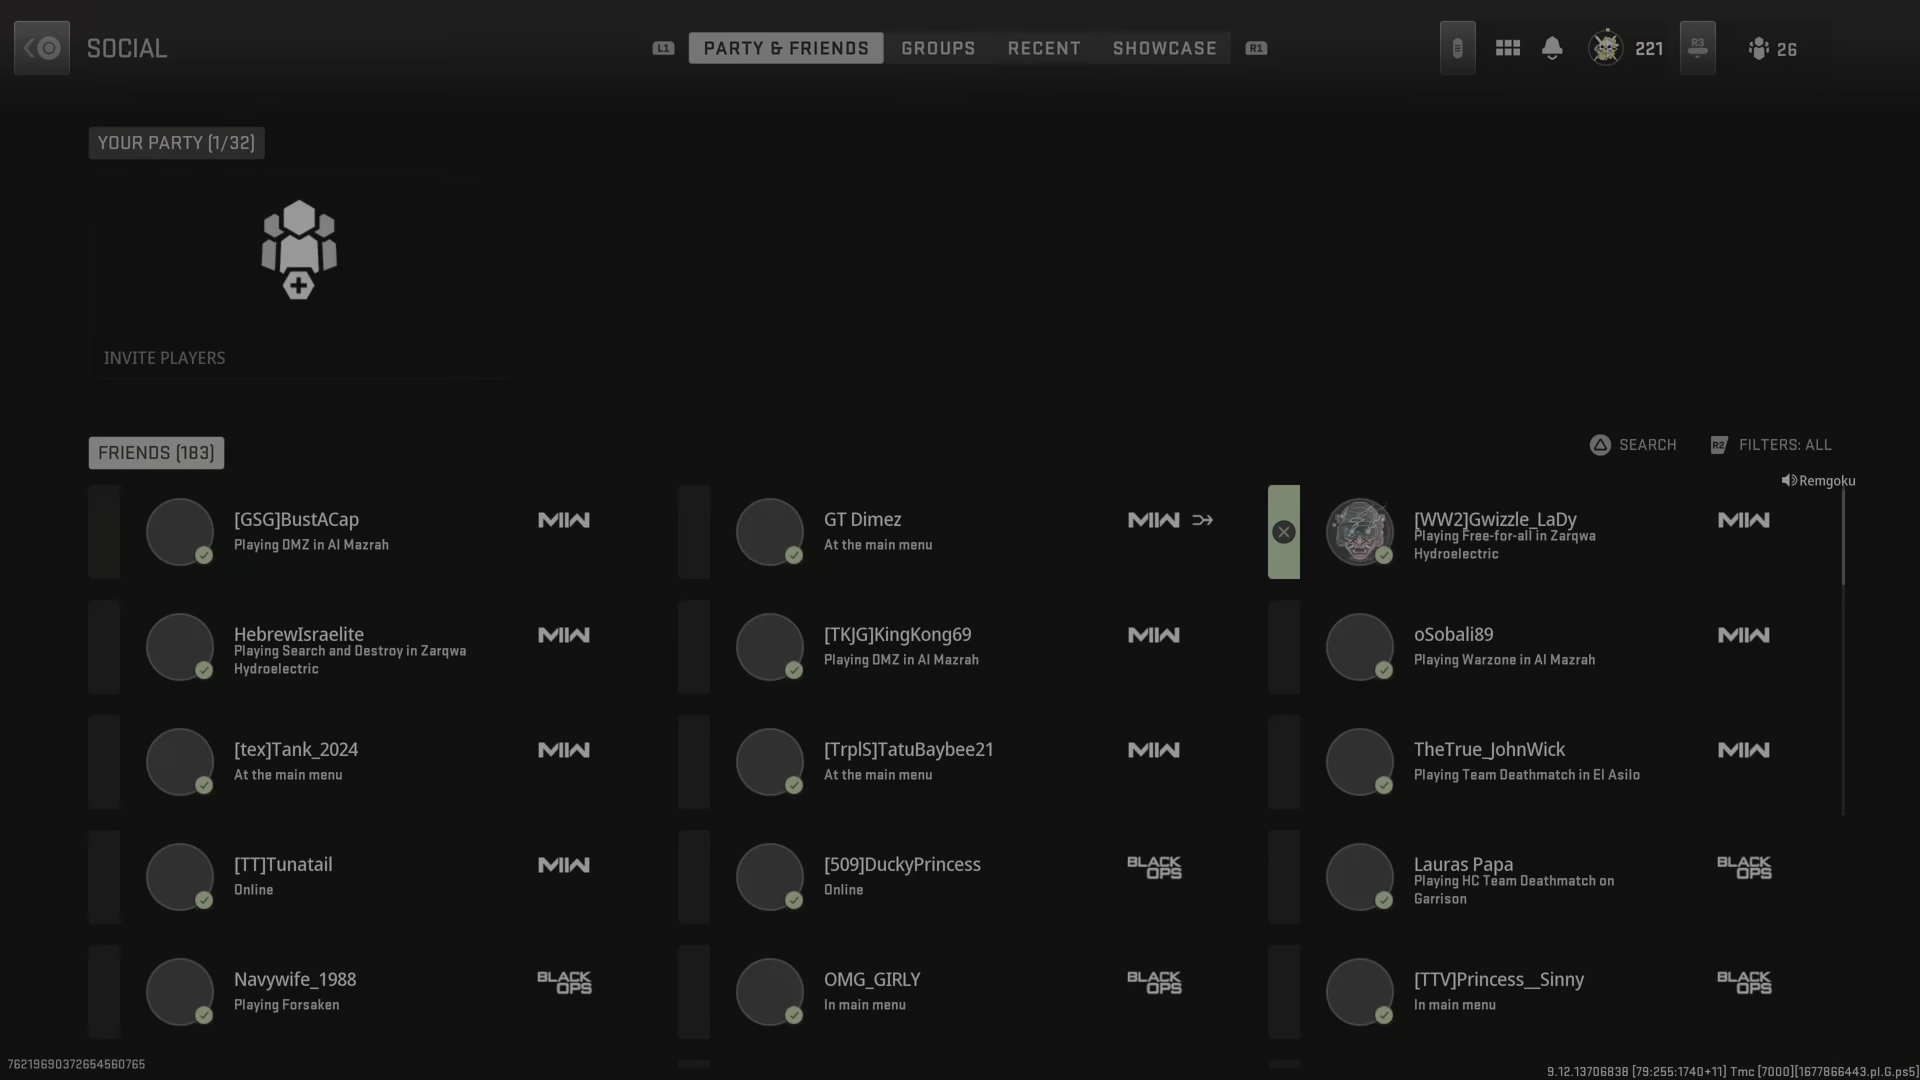 SOCIAL
L1 PARTY & FRIENDS GROUPS RECENT SHOWCASE R1
221
R3
26
YOUR PARTY (1/32)
INVITE PLAYERS
FRIENDS (183)
SEARCH
R2 FILTERS: ALL
Remgoku
[GSG]BustACap
Playing DMZ in Al Mazrah
MW
GT Dimez
At the main menu
MW
[WW2]Gwizzle_LaDy
Playing Free-for-all in Zarqwa
Hydroelectric
MW
HebrewIsraelite
Playing Search and Destroy in Zarqwa
Hydroelectric
MW
[TKJG]KingKong69
Playing DMZ in Al Mazrah
MW
oSobali89
Playing Warzone in Al Mazrah
MW
[tex]Tank_2024
At the main menu
MW
[TrplS]TatuBaybee21
At the main menu
MW
TheTrue_JohnWick
Playing Team Deathmatch in El Asilo
MW
[TT]Tunatail
Online
MW
[509]DuckyPrincess
Online
BLACK
OPS
Lauras Papa
Playing HC Team Deathmatch on
Garrison
BLACK
OPS
Navywife_1988
Playing Forsaken
BLACK
OPS
OMG_GIRLY
In main menu
BLACK
OPS
[TTV]Princess__Sinny
In main menu
BLACK
OPS
76219690372654560765
9.12.13706838 [79:255:1740+11] Tmc [7000][1677866443.pl.G.ps5]